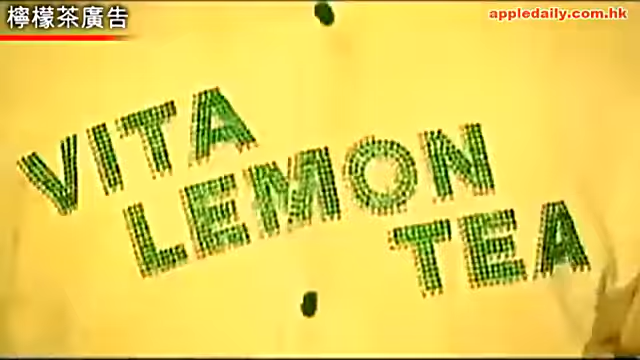 檸檬茶廣告
appledaily.com.hk
VITA
LEMON
TEA